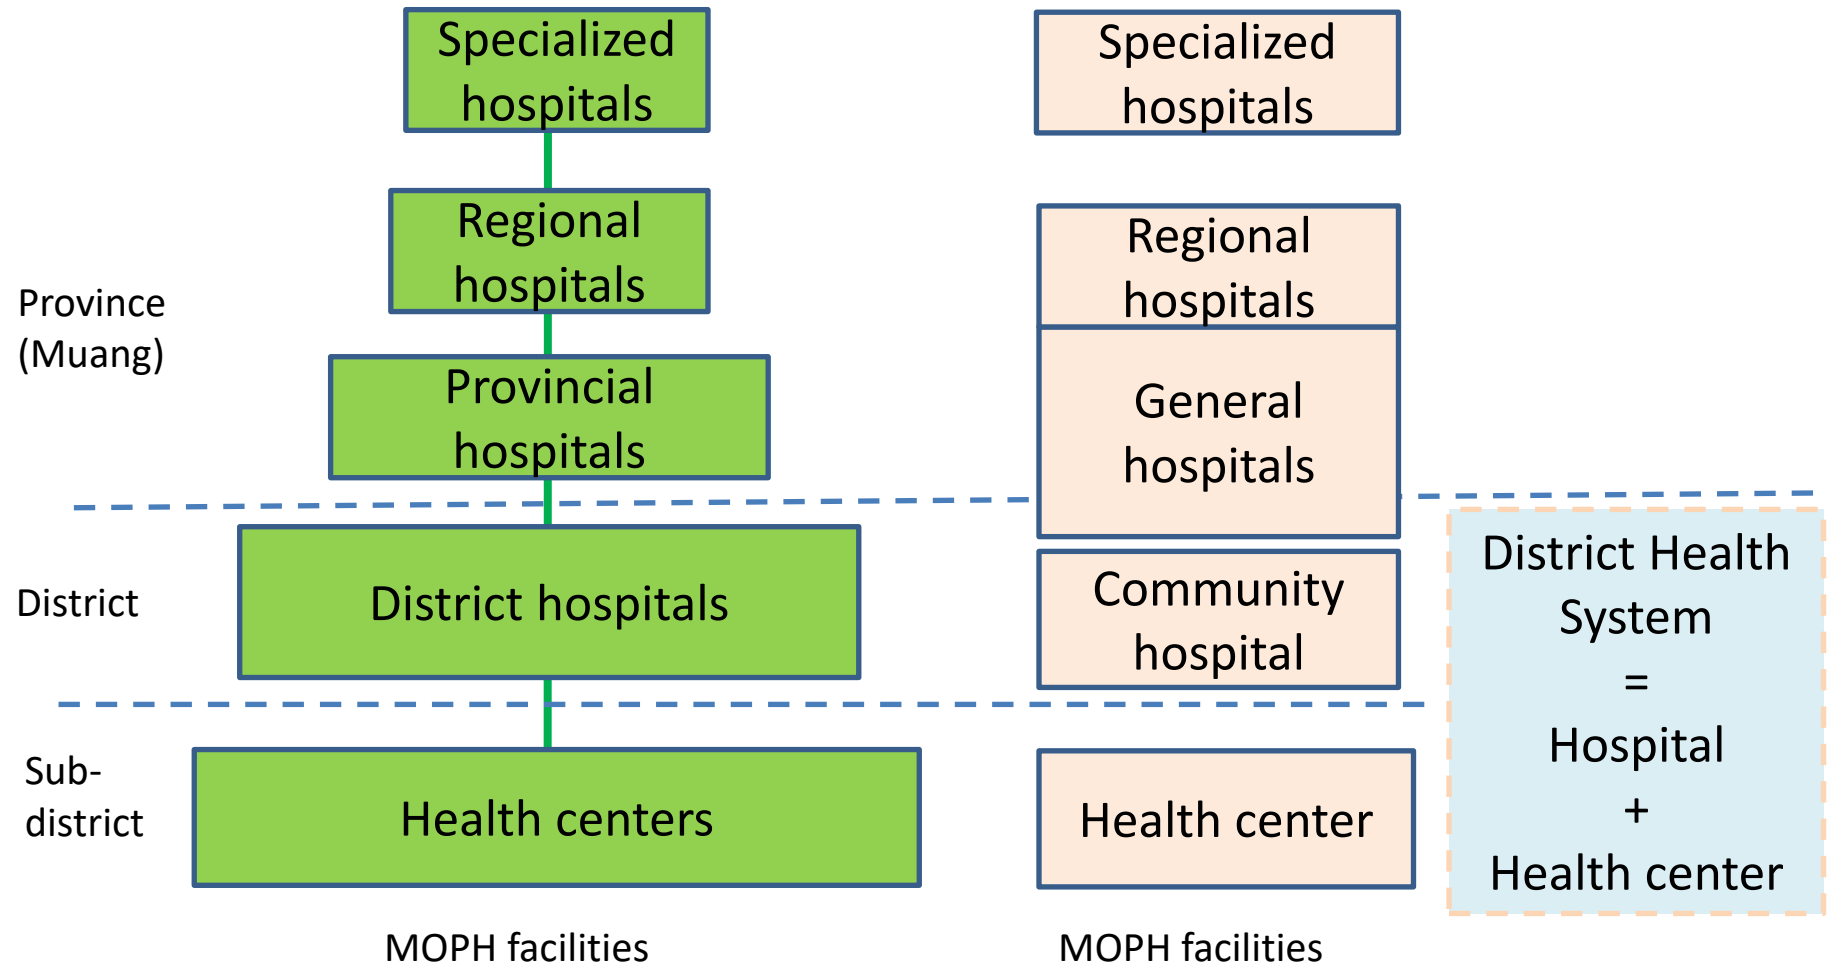 Specialized
hospitals
Regional
hospitals
Provincial
hospitals
District hospitals
Health centers
MOPH facilities
Province
(Muang)
District
Sub-
district
Specialized
hospitals
Regional
hospitals
General
hospitals
Community
hospital
Health center
MOPH facilities
District Health
System
=
Hospital
+
Health center